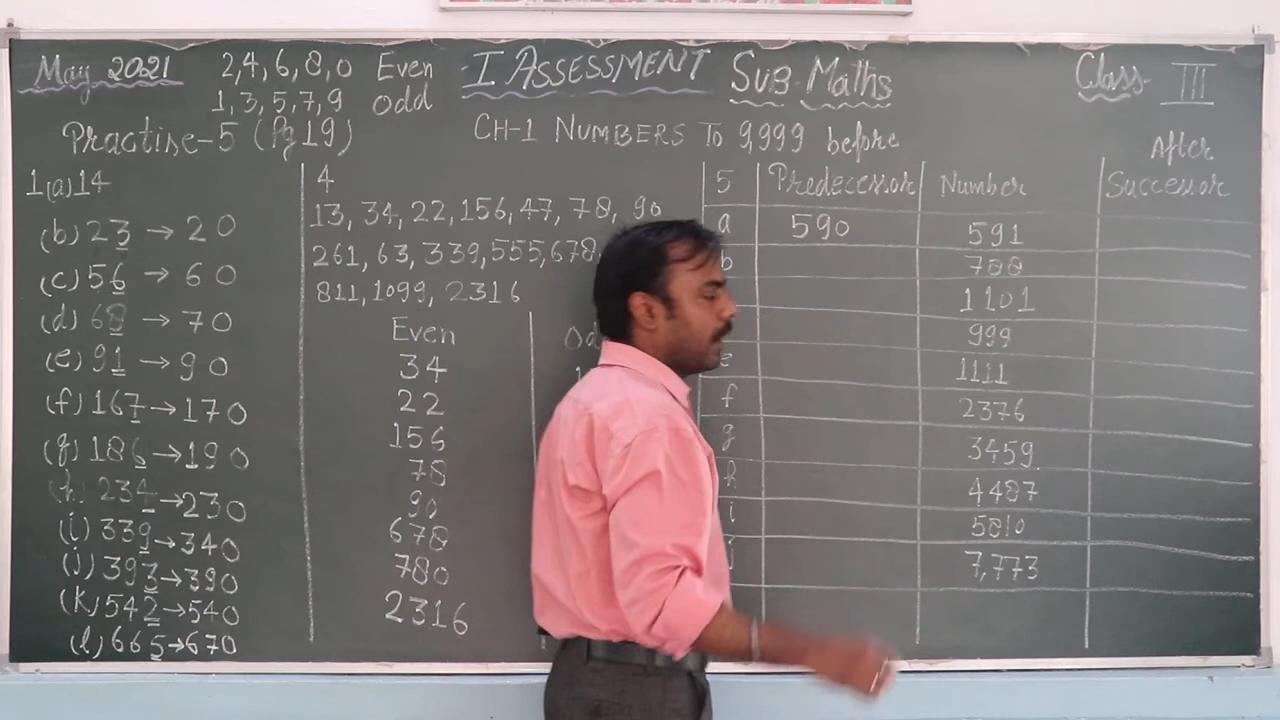 May 2021
2,4,6,8,0 Even
1,3,5,7,9 odd
I ASSESSMENT
Sub-Maths
Class III
Practise-5 (Pg 19)
CH-1 NUMBERS To 9,999
before
After
1(a) 14
(b) 23 → 20
(c) 56 → 60
(d) 68 → 70
(e) 91 → 90
(f) 167 → 170
(g) 186 → 190
(h) 234 → 230
(i) 339 → 340
(j) 393 → 390
(k) 542 → 540
(l) 665 → 670
4
13, 34, 22, 156, 47, 78, 90
261, 63, 339, 555, 678,
811, 1099, 2316
Even
34
22
156
78
90
678
780
2316
5 Predecessor Number Successor
a 590 591
b 788
1101
999
e 1111
f 2376
g 3459
h 4487
i 5810
j 7,773